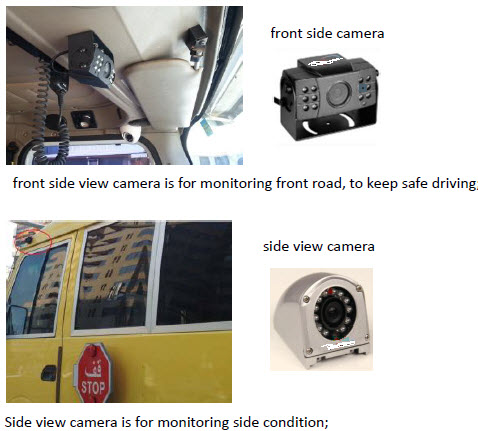 front side camera
front side view camera is for monitoring front road, to keep safe driving;
side view camera
قف
STOP
Side view camera is for monitoring side condition;